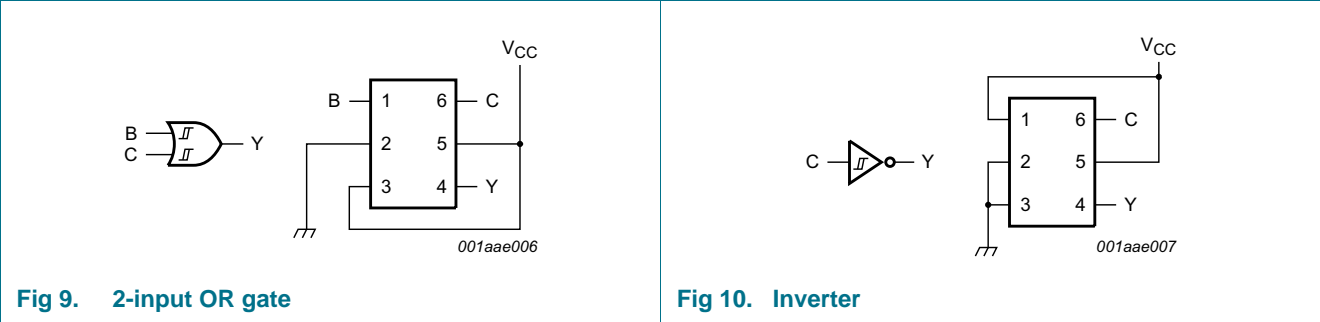 VCC
B 1 6 C
B
C
Y
2 5
3 4 Y
001aae006
Fig 9. 2-input OR gate
VCC
1 6 C
C Y
2 5
3 4 Y
001aae007
Fig 10. Inverter